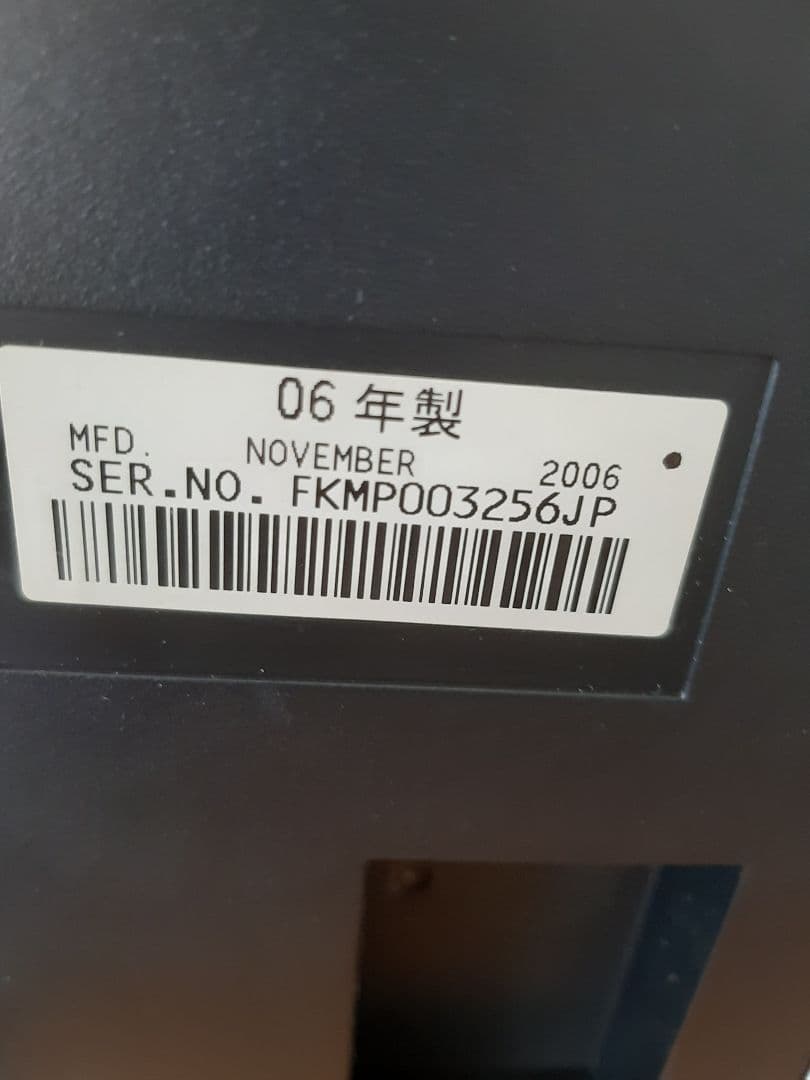 06 年製
MFD. NOVEMBER 2006
SER.NO. FKMP003256JP